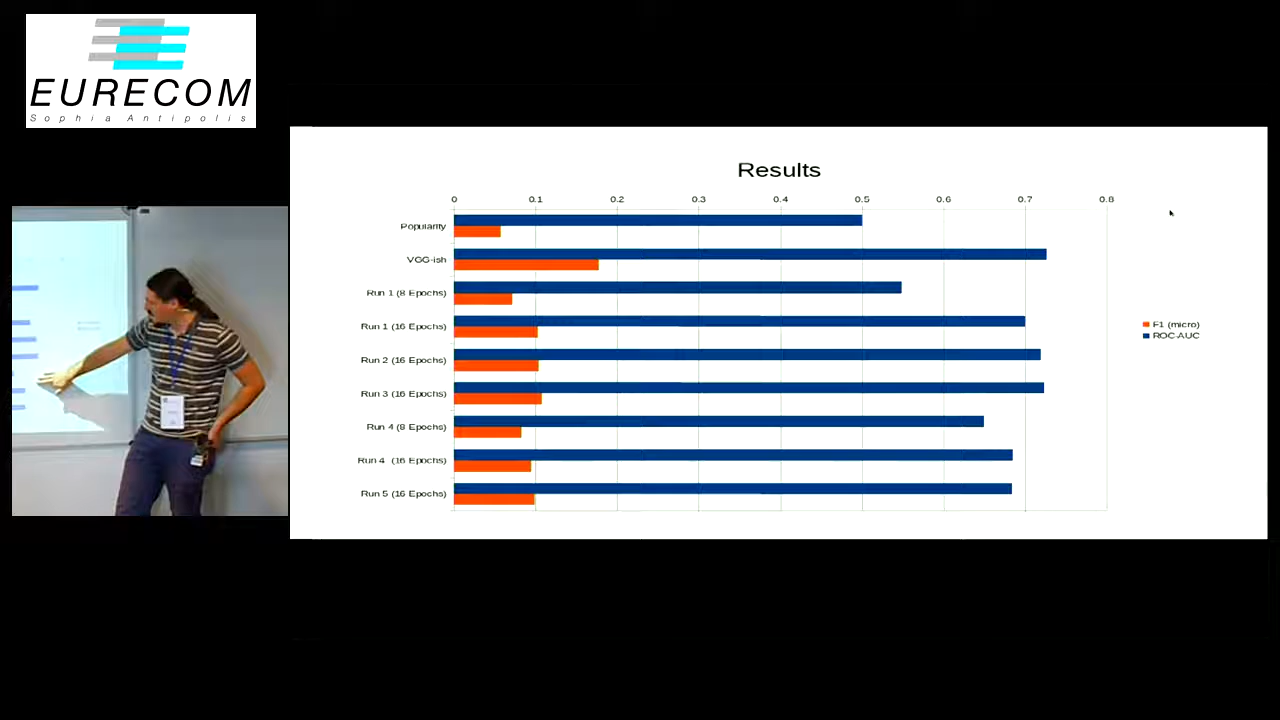 EURECOM
Sophia Antipolis
Results
0 0.1 0.2 0.3 0.4 0.5 0.6 0.7 0.8
Popularity
VGG-ish
Run 1 (8 Epochs)
Run 1 (16 Epochs)
Run 2 (16 Epochs)
Run 3 (16 Epochs)
Run 4 (8 Epochs)
Run 4 (16 Epochs)
Run 5 (16 Epochs)
F1 (micro)
ROC-AUC